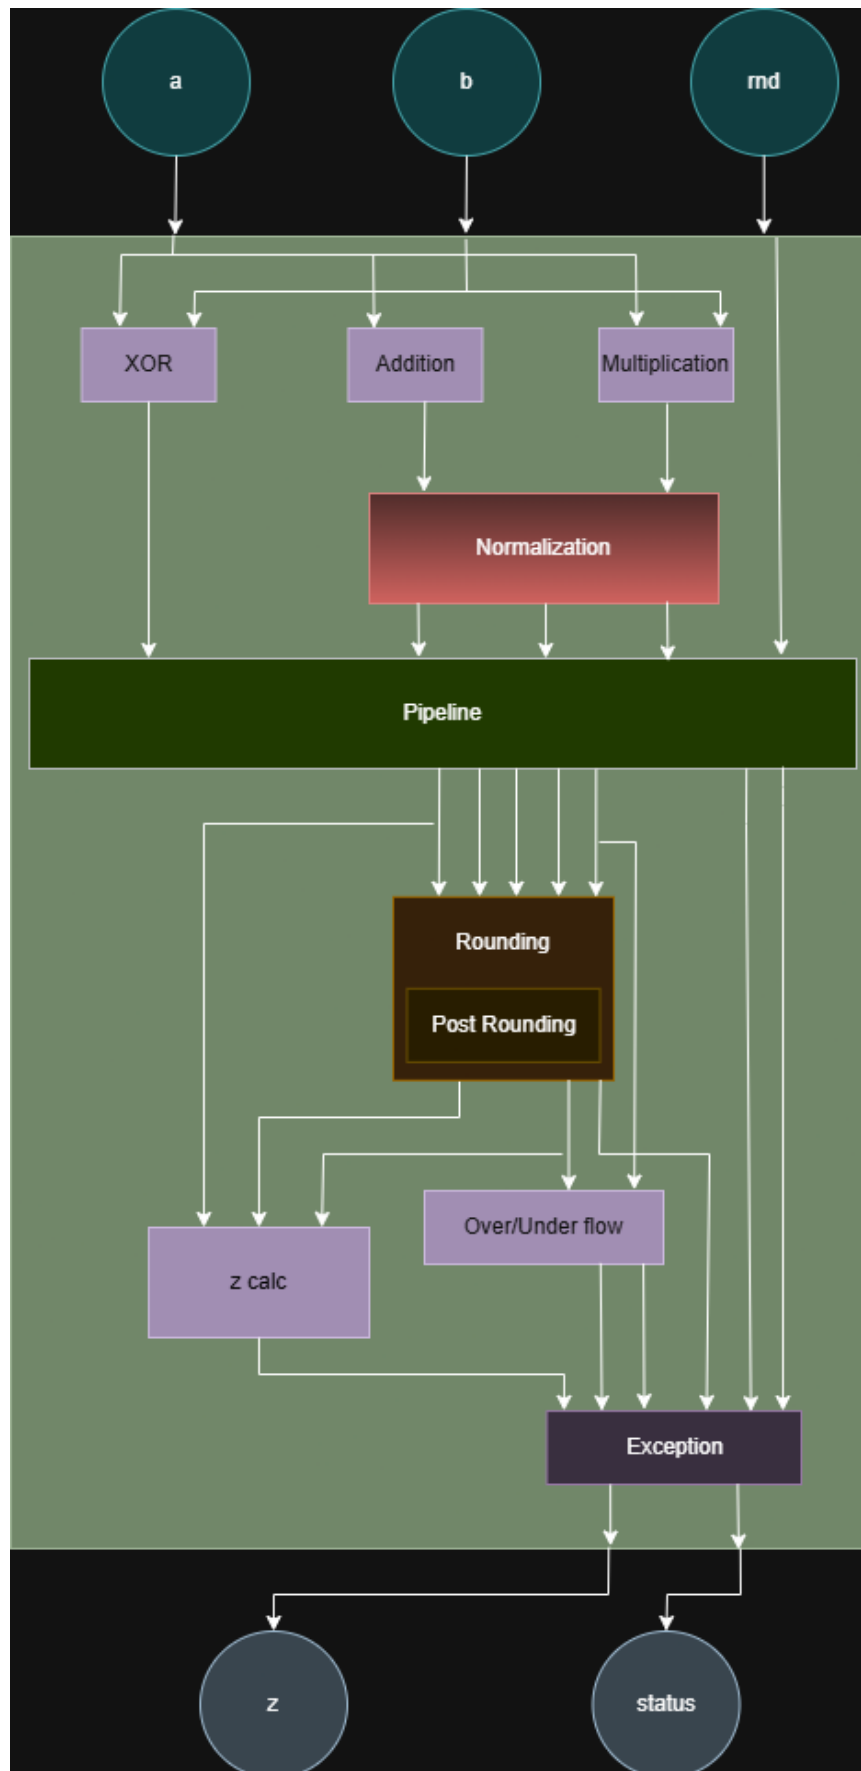 a
b
rnd
XOR
Addition
Multiplication
Normalization
Pipeline
Rounding
Post Rounding
Over/Under flow
z calc
Exception
z
status